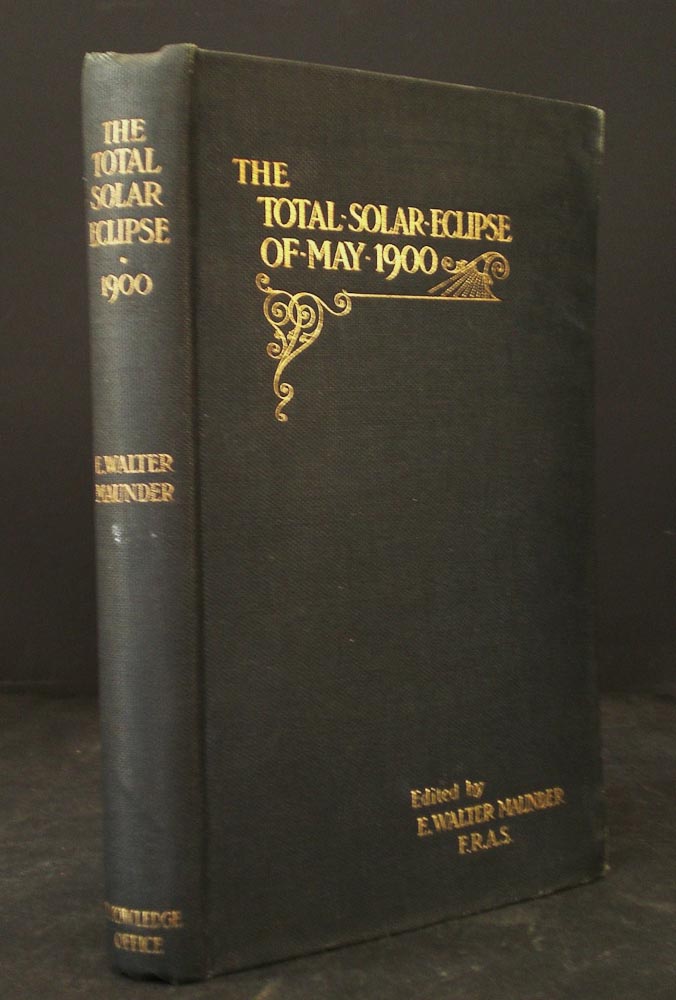 THE
TOTAL
SOLAR
ECLIPSE
·
1900
E. WALTER
MAUNDER
KNOWLEDGE
OFFICE
THE
TOTAL·SOLAR·ECLIPSE
OF·MAY·1900
Edited by
E. WALTER MAUNDER
F.R.A.S.